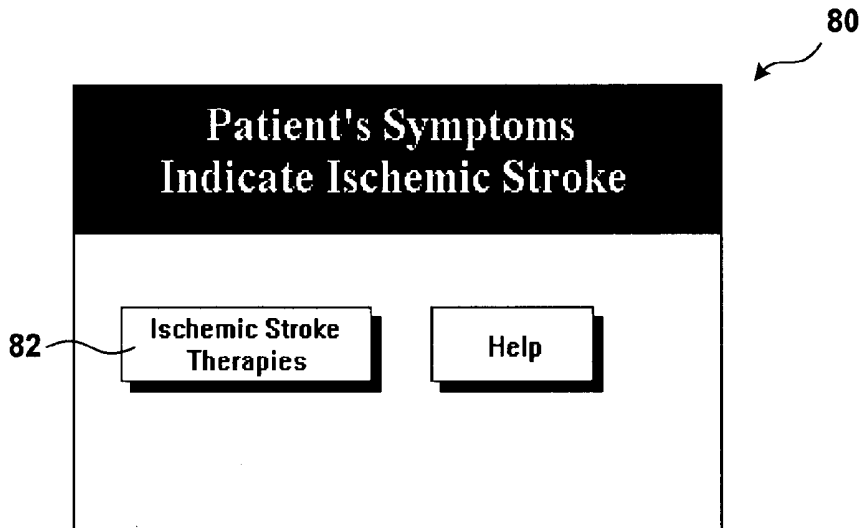 80
Patient's Symptoms
Indicate Ischemic Stroke
82
Ischemic Stroke
Therapies
Help